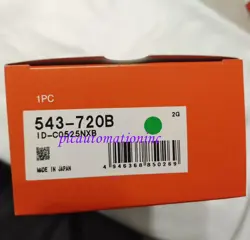 1PC
543-720B
2G
ID-C0525NXB
plcautomationinc
MADE IN JAPAN
4 946368 850269